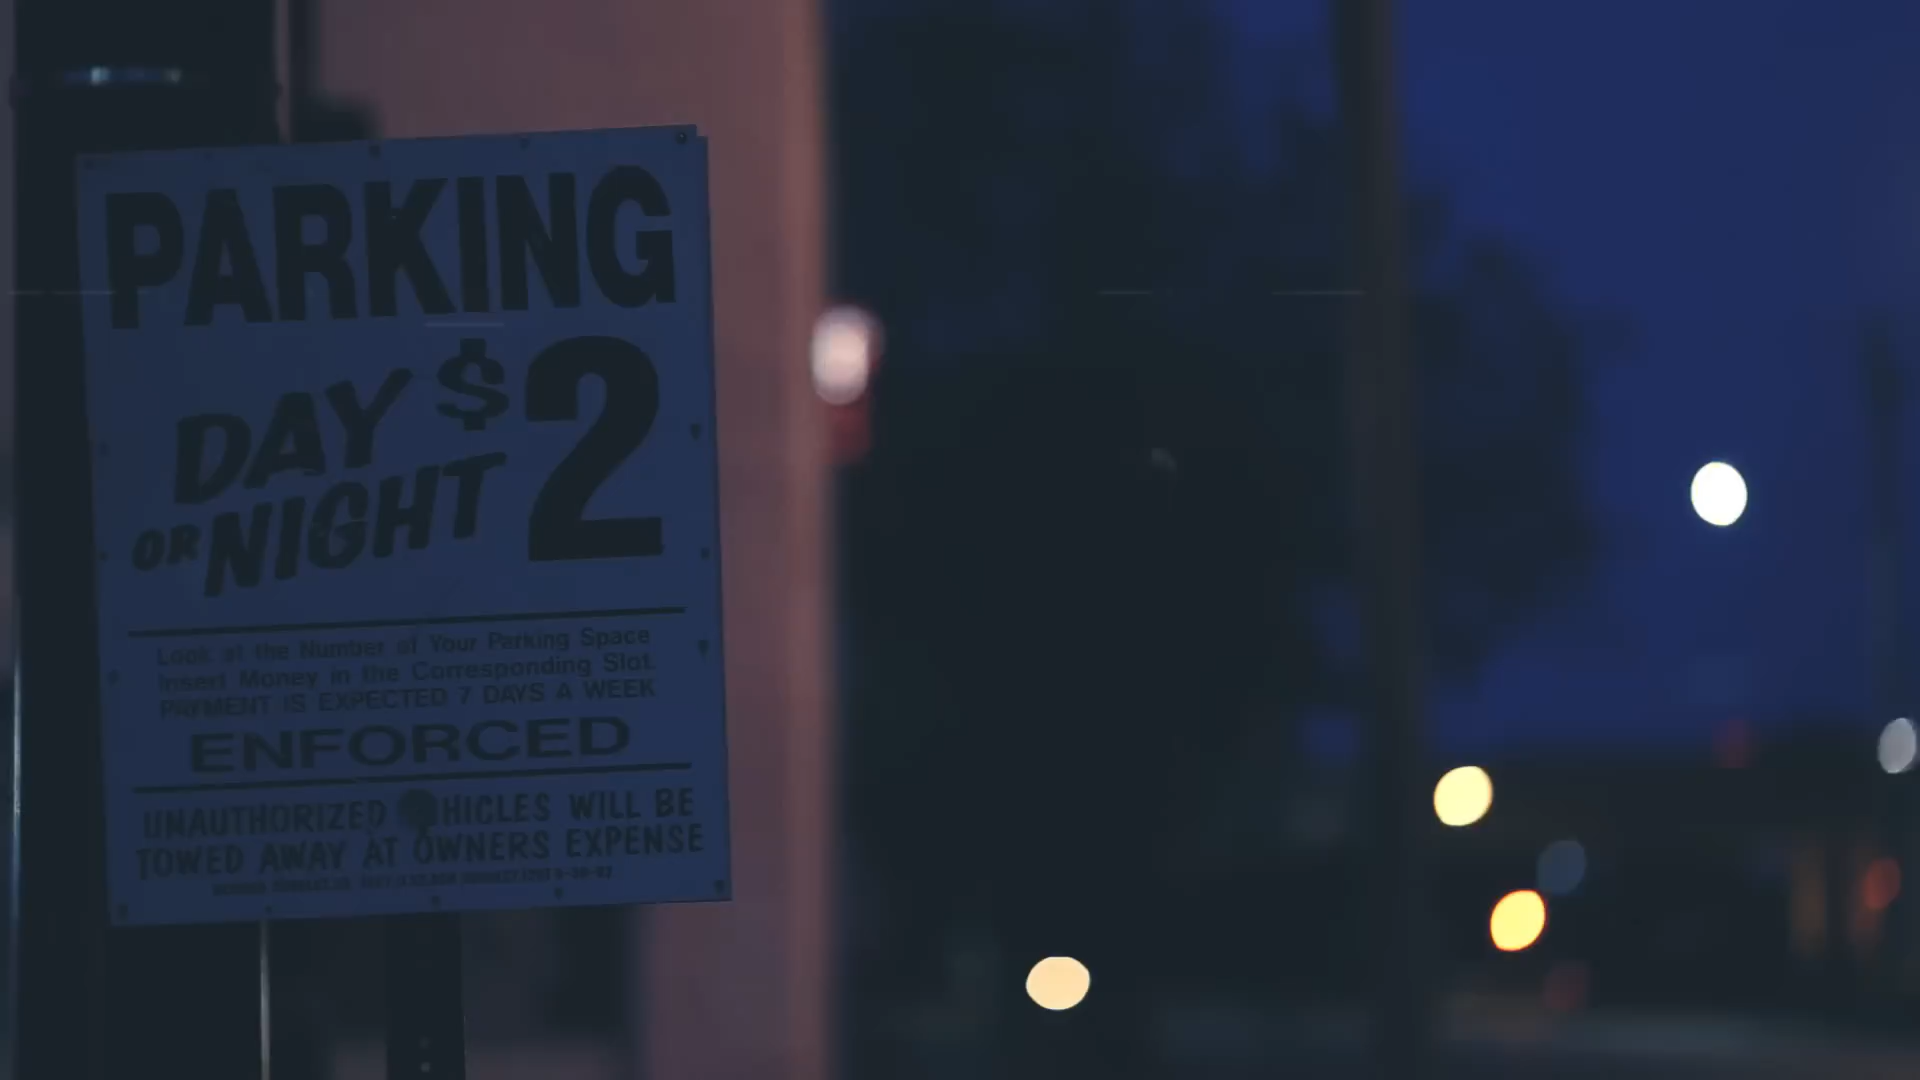 PARKING
DAY $2
OR NIGHT
Look at the Number of Your Parking Space
Insert Money in the Corresponding Slot.
PAYMENT IS EXPECTED 7 DAYS A WEEK
ENFORCED
UNAUTHORIZED HICLES WILL BE
TOWED AWAY AT OWNERS EXPENSE